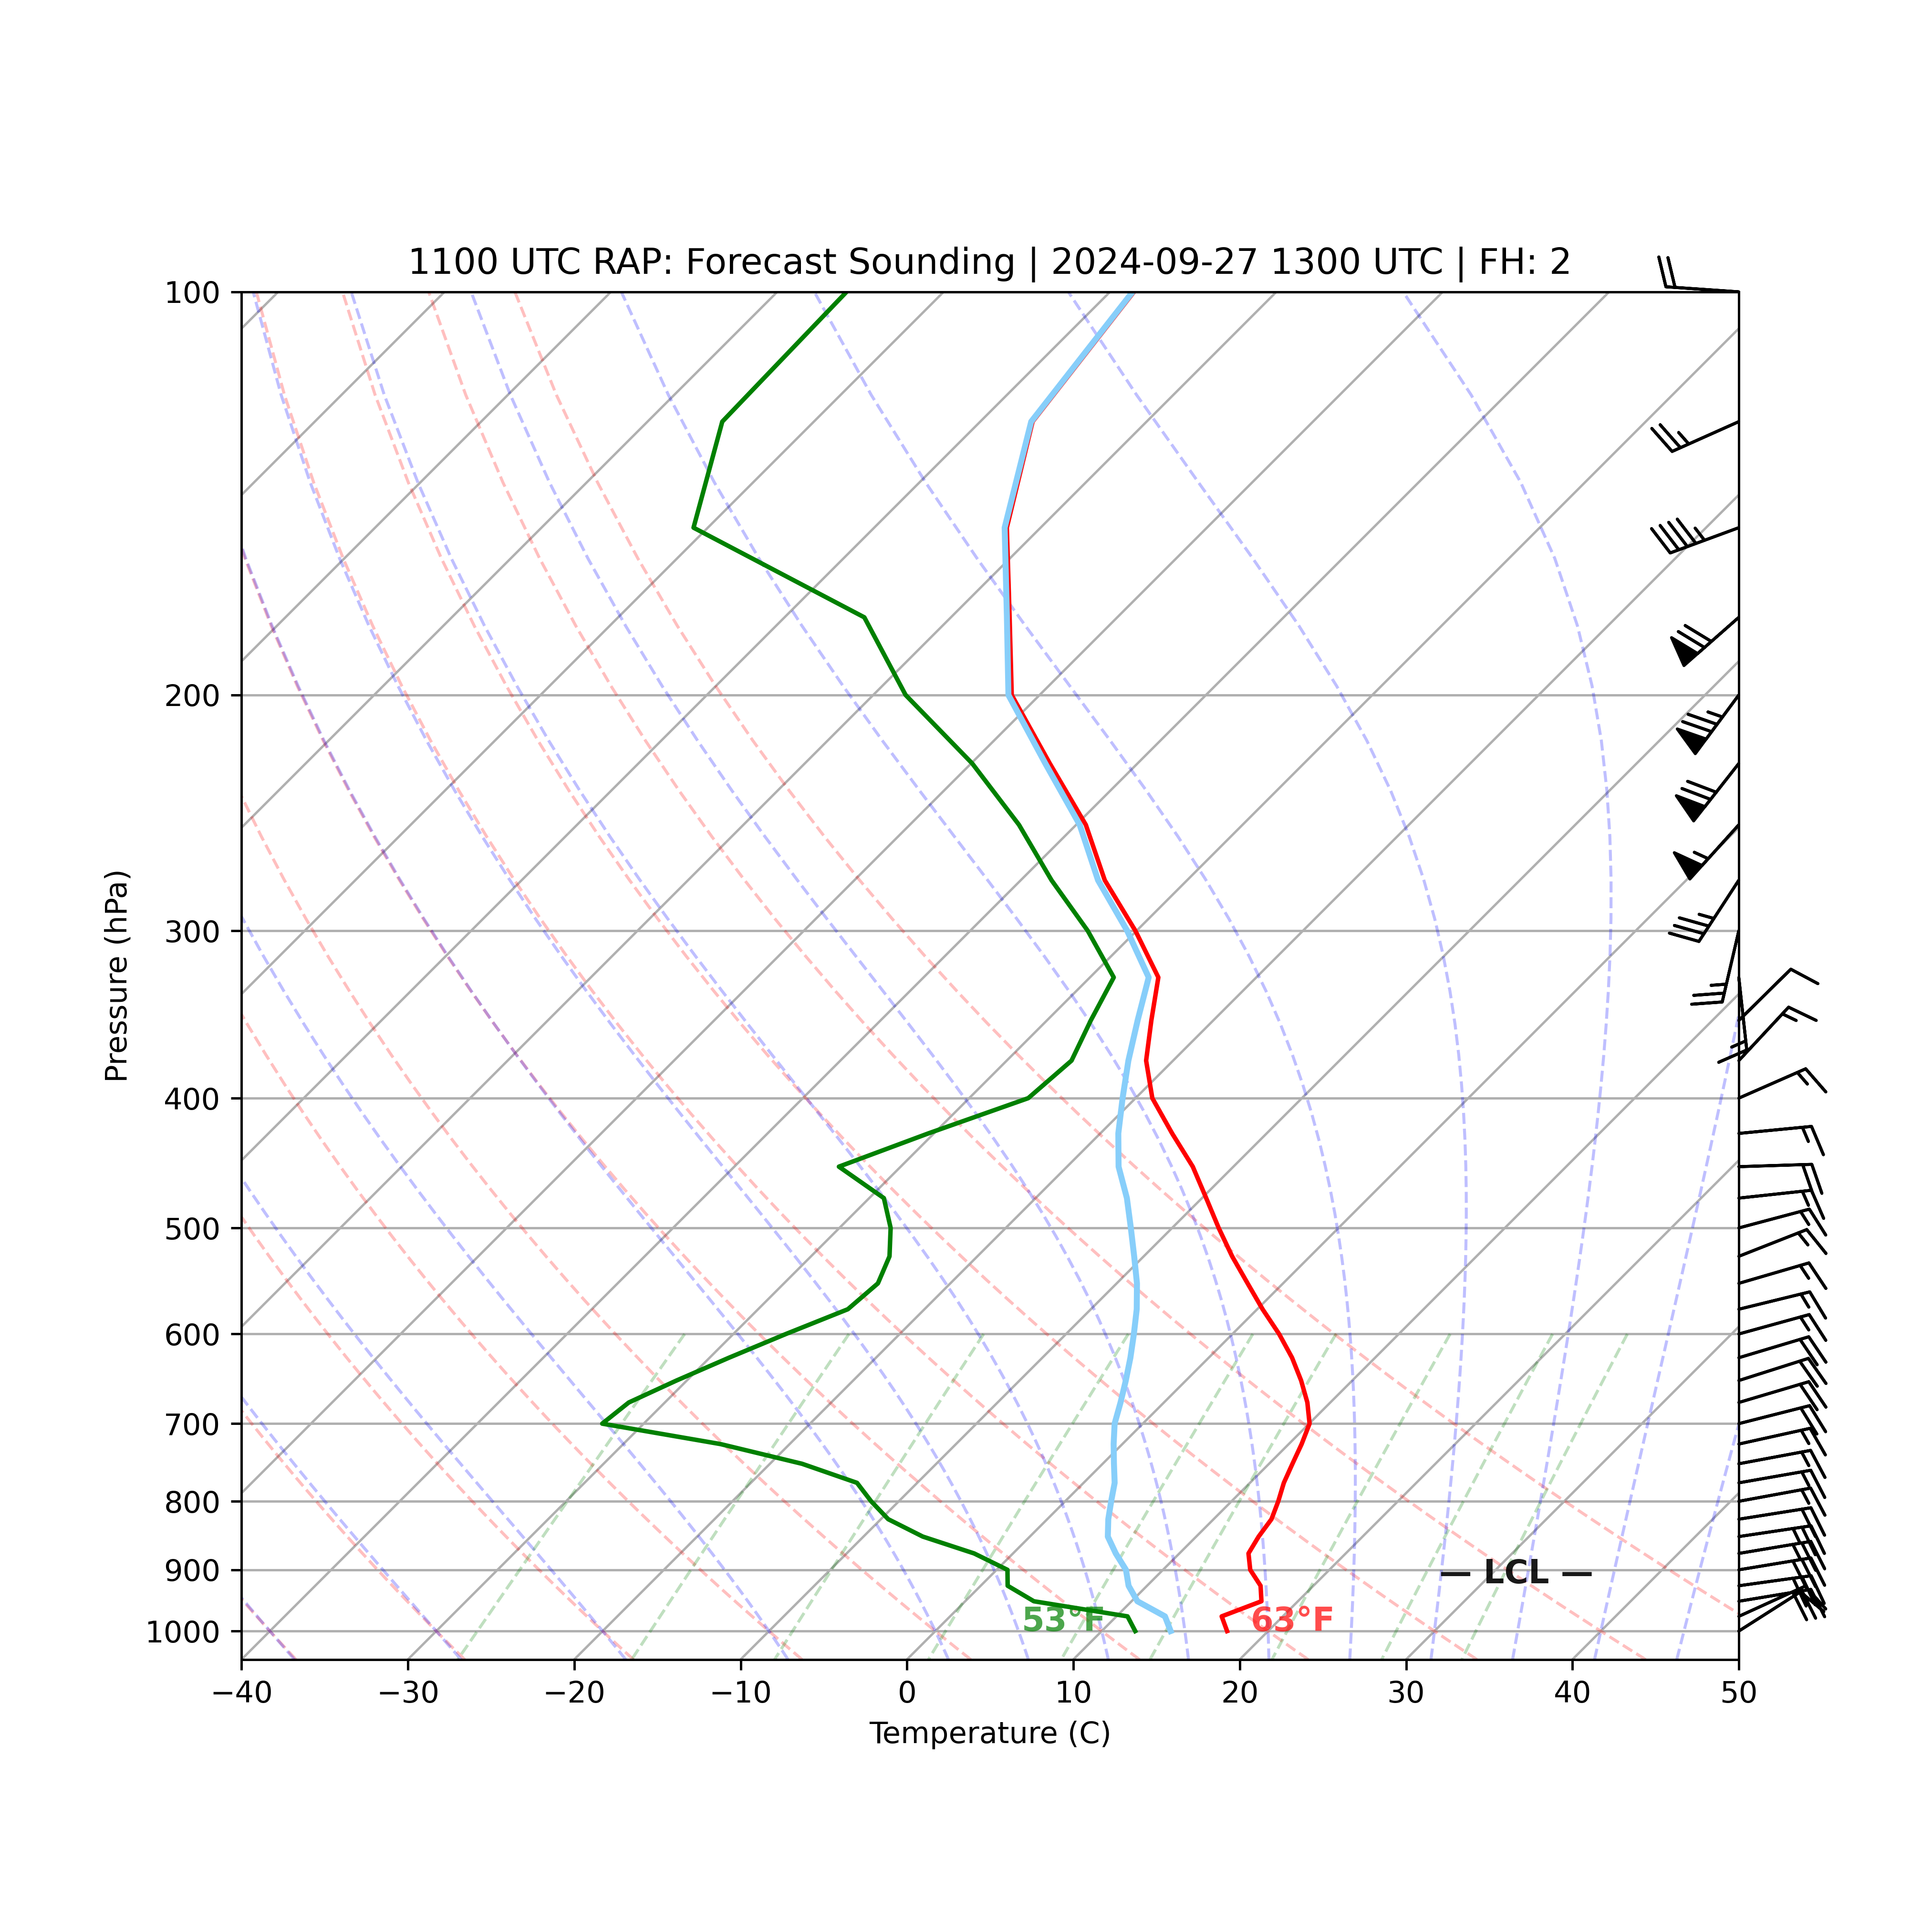 1100 UTC RAP: Forecast Sounding | 2024-09-27 1300 UTC | FH: 2
100
200
300
400
500
600
700
800
900
1000
Pressure (hPa)
— LCL —
53°F
63°F
−40 −30 −20 −10 0 10 20 30 40 50
Temperature (C)